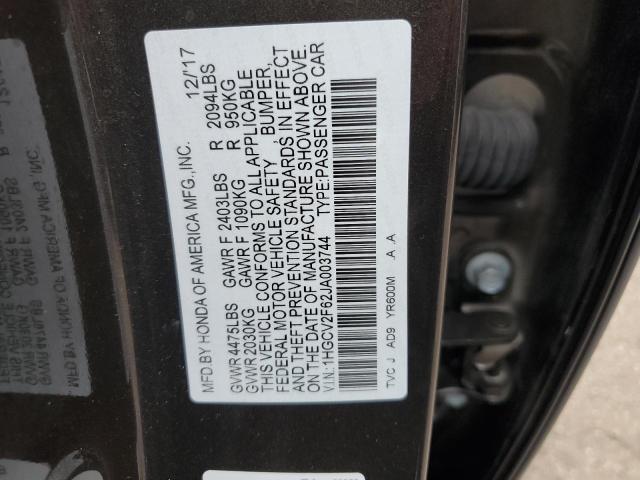 MFD.BY HONDA OF AMERICA MFG.,INC. 12/'17
GVWR 4475LBS GAWR F 2403LBS R 2094LBS
GVWR 2030KG GAWR F 1090KG R 950KG
THIS VEHICLE CONFORMS TO ALL APPLICABLE
FEDERAL MOTOR VEHICLE SAFETY BUMPER,
AND THEFT PREVENTION STANDARDS IN EFFECT
ON THE DATE OF MANUFACTURE SHOWN ABOVE.
V.I.N.:1HGCV2F62JA003744 TYPE:PASSENGER CAR
TVC J AD9 YR600M .A .A